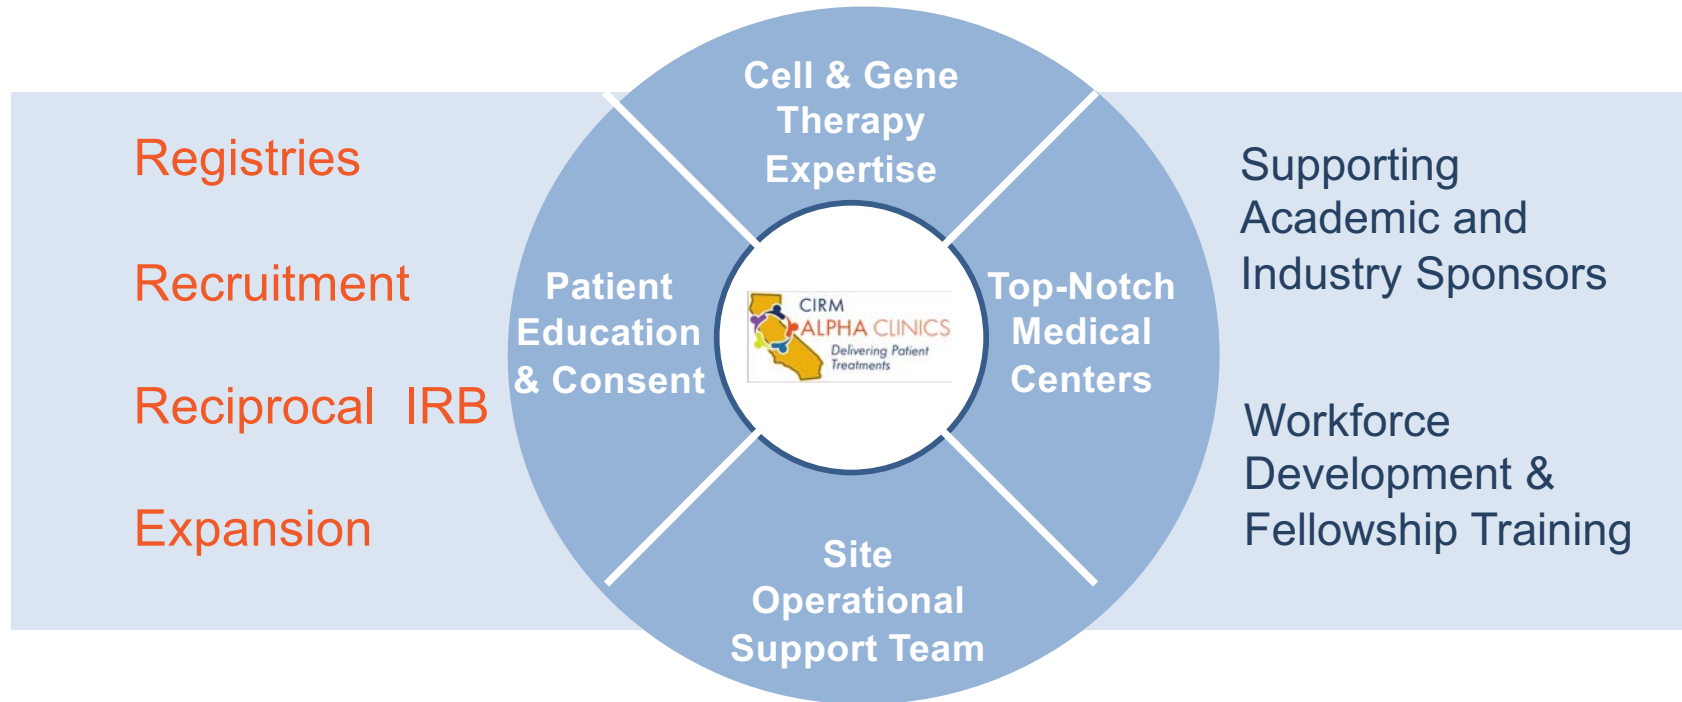 Registries
Recruitment
Reciprocal IRB
Expansion
Cell & Gene
Therapy
Expertise
Patient
Education
& Consent
CIRM
ALPHA CLINICS
Delivering Patient
Treatments
Top-Notch
Medical
Centers
Site
Operational
Support Team
Supporting
Academic and
Industry Sponsors
Workforce
Development &
Fellowship Training